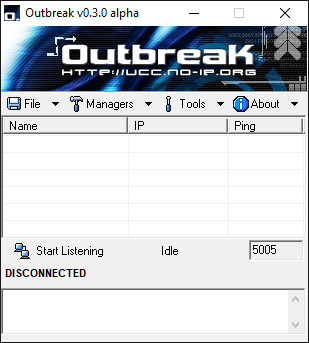 Outbreak v0.3.0 alpha
OutbreaK
HTTP://UCC.NO-IP.ORG
File Managers Tools About
Name IP Ping
Start Listening Idle 5005
DISCONNECTED